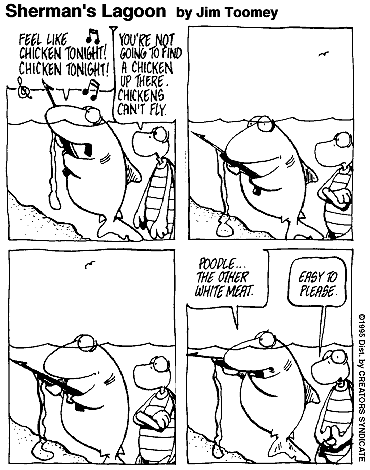 Sherman's Lagoon by Jim Toomey
FEEL LIKE
CHICKEN TONIGHT!
CHICKEN TONIGHT!
YOU'RE NOT
GOING TO FIND
A CHICKEN
UP THERE.
CHICKENS
CAN'T FLY.
POODLE...
THE OTHER
WHITE MEAT.
EASY TO
PLEASE.
©1995 Dist. by CREATORS SYNDICATE